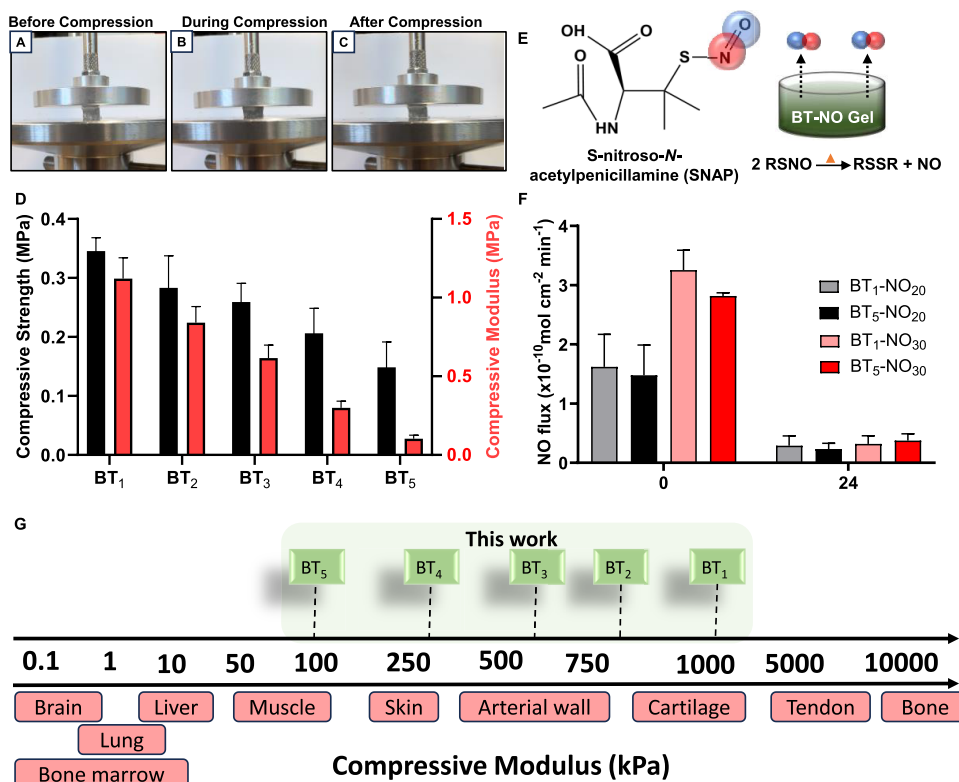 Before Compression
During Compression
After Compression
A
B
C
E
OH
O
O
S
N
O
HN
S-nitroso-N-
acetylpenicillamine (SNAP)
BT-NO Gel
2 RSNO → RSSR + NO
D
Compressive Strength (MPa)
0.4
0.3
0.2
0.1
0.0
BT₁
BT₂
BT₃
BT₄
BT₅
1.5
1.0
0.5
0.0
Compressive Modulus (MPa)
F
NO flux (x10⁻¹⁰mol cm⁻² min⁻¹)
4
3
2
1
0
0
24
BT₁-NO₂₀
BT₅-NO₂₀
BT₁-NO₃₀
BT₅-NO₃₀
G
This work
BT₅
BT₄
BT₃
BT₂
BT₁
0.1 1 10 50 100 250 500 750 1000 5000 10000
Brain
Liver
Muscle
Skin
Arterial wall
Cartilage
Tendon
Bone
Lung
Bone marrow
Compressive Modulus (kPa)